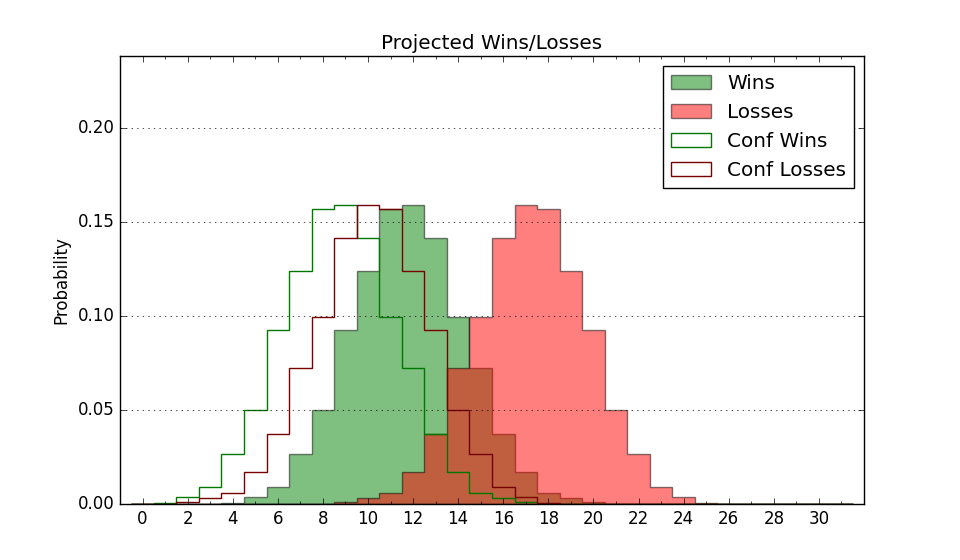 Projected Wins/Losses
Wins
Losses
Conf Wins
Conf Losses
Probability
0.20
0.15
0.10
0.05
0.00
0 2 4 6 8 10 12 14 16 18 20 22 24 26 28 30